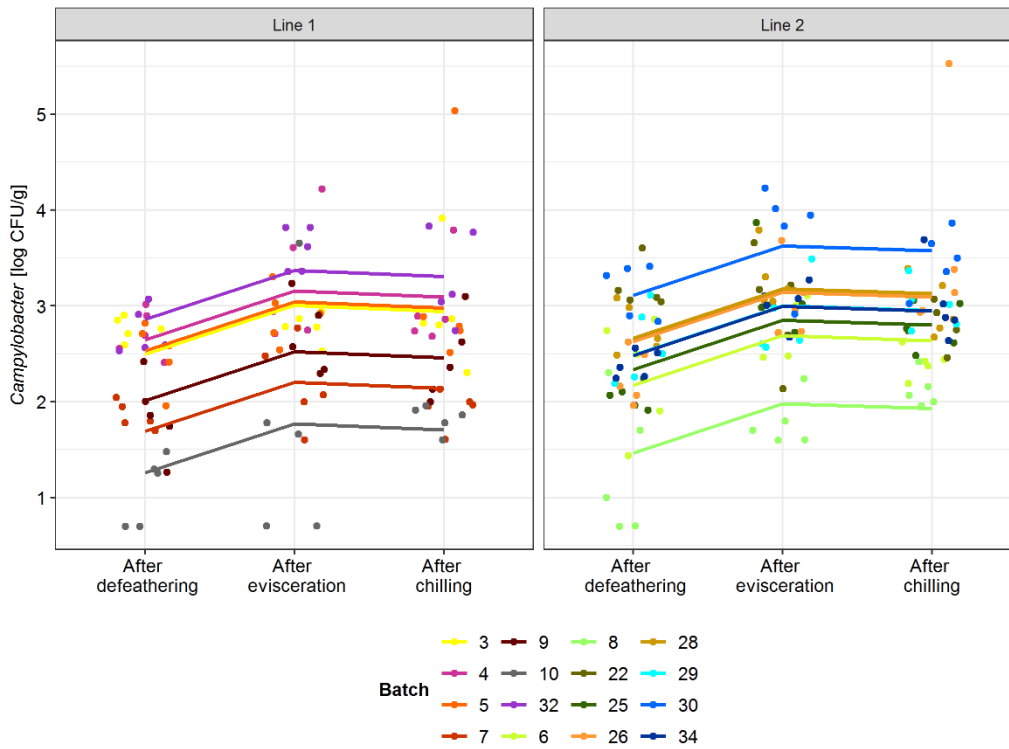 Line 1
Line 2
Campylobacter [log CFU/g]
5
4
3
2
1
After
defeathering
After
evisceration
After
chilling
After
defeathering
After
evisceration
After
chilling
Batch
3 9 8 28
4 10 22 29
5 32 25 30
7 6 26 34